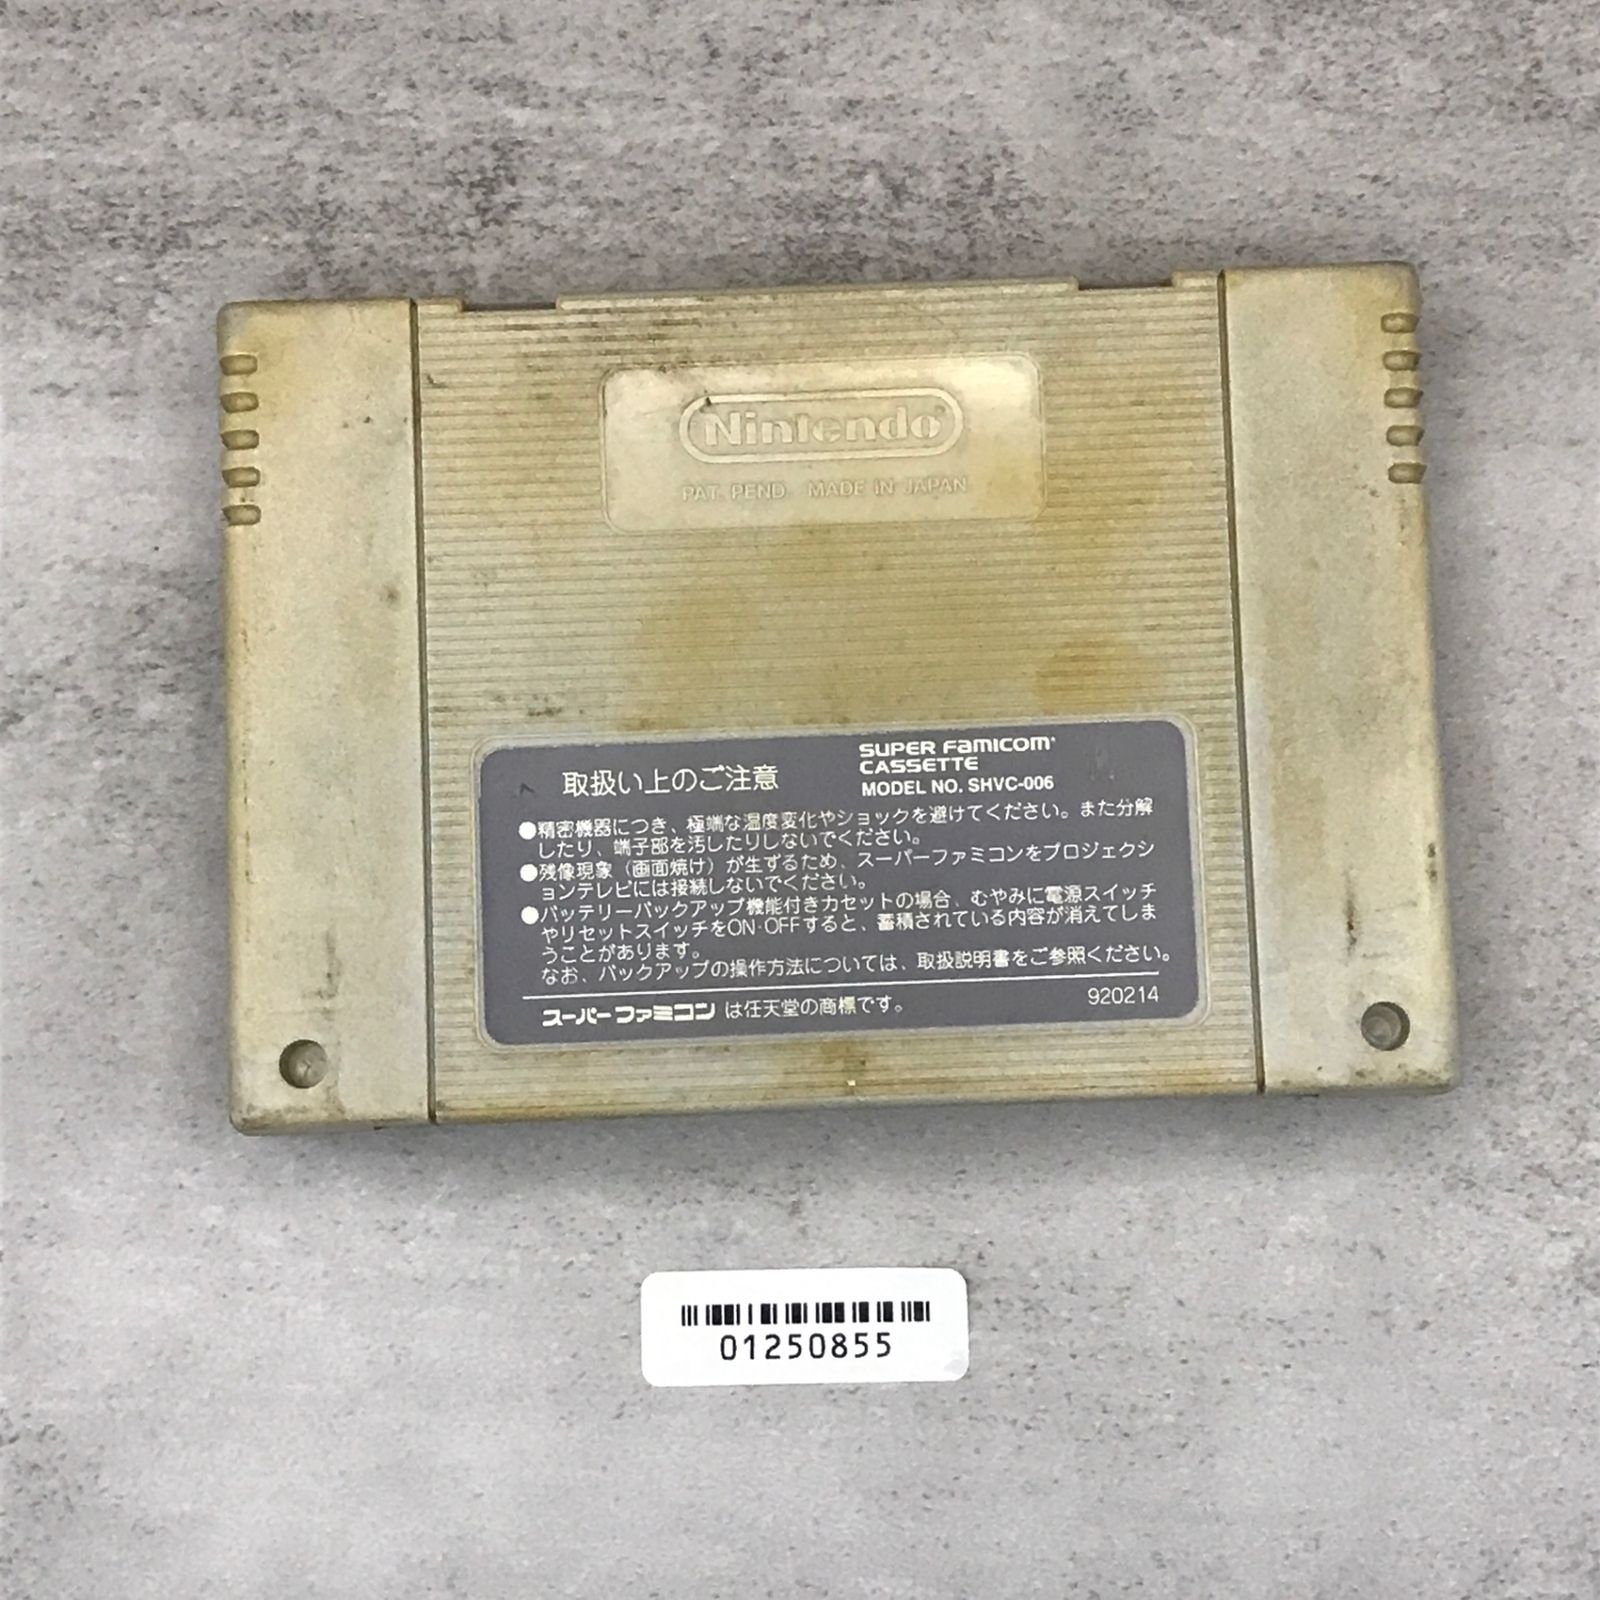 Nintendo
PAT. PEND. MADE IN JAPAN
取扱い上のご注意
SUPER FAMICOM
CASSETTE
MODEL NO. SHVC-006
●精密機器につき、極端な温度変化やショックを避けてください。また分解
したり、端子部を汚したりしないでください。
●残像現象(画面焼け)が生ずるため、スーパーファミコンをプロジェクシ
ョンテレビには接続しないでください。
●バッテリーバックアップ機能付きカセットの場合、むやみに電源スイッチ
やリセットスイッチをON・OFFすると、蓄積されている内容が消えてしま
うことがあります。
なお、バックアップの操作方法については、取扱説明書をご参照ください。
スーパーファミコン は任天堂の商標です。
920214
01250855